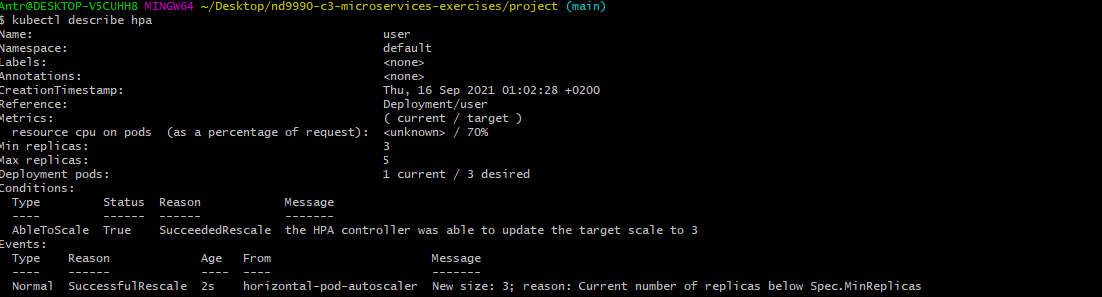 Antr@DESKTOP-V5CUHH8 MINGW64 ~/Desktop/nd9990-c3-microservices-exercises/project (main)
$ kubectl describe hpa
Name: user
Namespace: default
Labels: <none>
Annotations: <none>
CreationTimestamp: Thu, 16 Sep 2021 01:02:28 +0200
Reference: Deployment/user
Metrics: ( current / target )
  resource cpu on pods  (as a percentage of request): <unknown> / 70%
Min replicas: 3
Max replicas: 5
Deployment pods: 1 current / 3 desired
Conditions:
  Type Status Reason Message
  ---- ------ ------ -------
  AbleToScale True SucceededRescale the HPA controller was able to update the target scale to 3
Events:
  Type Reason Age From Message
  ---- ------ ---- ---- -------
  Normal SuccessfulRescale 2s horizontal-pod-autoscaler New size: 3; reason: Current number of replicas below Spec.MinReplicas